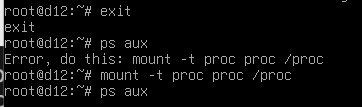 root@d12:~# exit
exit
root@d12:~# ps aux
Error, do this: mount -t proc proc /proc
root@d12:~# mount -t proc proc /proc
root@d12:~# ps aux